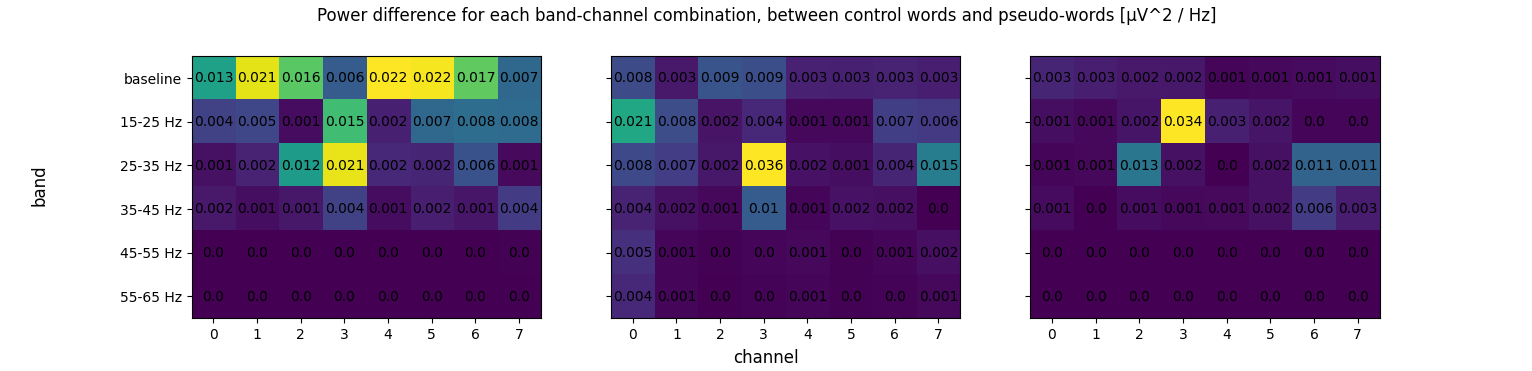 Power difference for each band-channel combination, between control words and pseudo-words [μV^2 / Hz]
band
baseline 0.013 0.021 0.016 0.006 0.022 0.022 0.017 0.007 0.008 0.003 0.009 0.009 0.003 0.003 0.003 0.003 0.003 0.003 0.002 0.002 0.001 0.001 0.001 0.001
15-25 Hz 0.004 0.005 0.001 0.015 0.002 0.007 0.008 0.008 0.021 0.008 0.002 0.004 0.001 0.001 0.007 0.006 0.001 0.001 0.002 0.034 0.003 0.002 0.0 0.0
25-35 Hz 0.001 0.002 0.012 0.021 0.002 0.002 0.006 0.001 0.008 0.007 0.002 0.036 0.002 0.001 0.004 0.015 0.001 0.001 0.013 0.002 0.0 0.002 0.011 0.011
35-45 Hz 0.002 0.001 0.001 0.004 0.001 0.002 0.001 0.004 0.004 0.002 0.001 0.01 0.001 0.002 0.002 0.0 0.001 0.0 0.001 0.001 0.001 0.002 0.006 0.003
45-55 Hz 0.0 0.0 0.0 0.0 0.0 0.0 0.0 0.0 0.005 0.001 0.0 0.0 0.001 0.0 0.001 0.002 0.0 0.0 0.0 0.0 0.0 0.0 0.0 0.0
55-65 Hz 0.0 0.0 0.0 0.0 0.0 0.0 0.0 0.0 0.004 0.001 0.0 0.0 0.001 0.0 0.0 0.001 0.0 0.0 0.0 0.0 0.0 0.0 0.0 0.0
0 1 2 3 4 5 6 7 0 1 2 3 4 5 6 7 0 1 2 3 4 5 6 7
channel